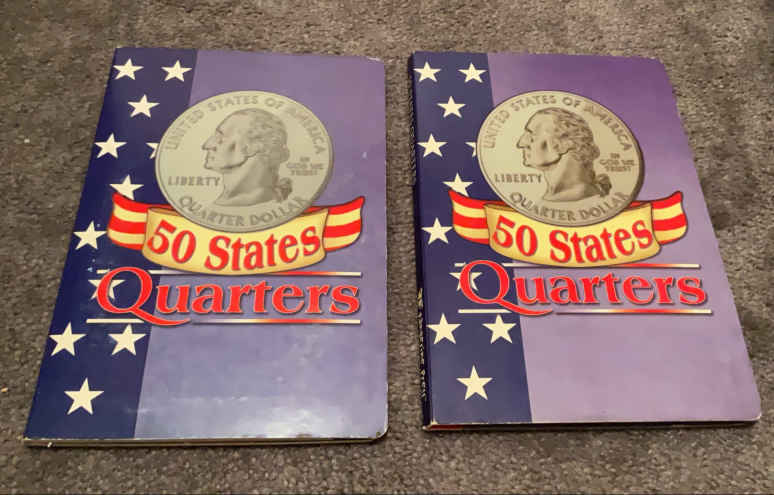 UNITED STATES OF AMERICA
IN
GOD WE
TRUST
LIBERTY
QUARTER DOLLAR
50 States
Quarters
UNITED STATES OF AMERICA
IN
GOD WE
TRUST
LIBERTY
QUARTER DOLLAR
50 States
Quarters